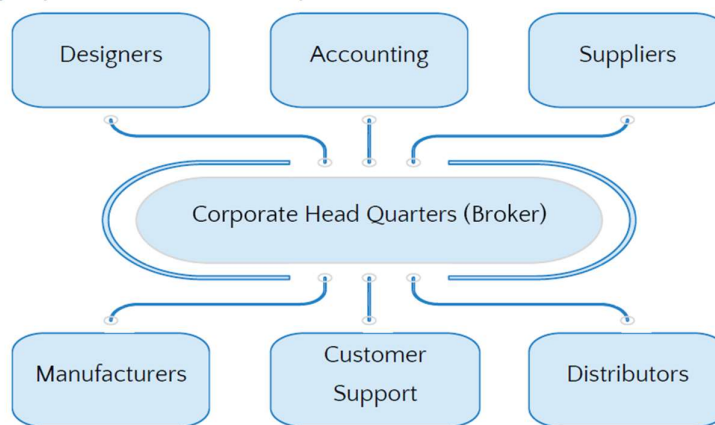 Designers
Accounting
Suppliers
Corporate Head Quarters (Broker)
Manufacturers
Customer
Support
Distributors